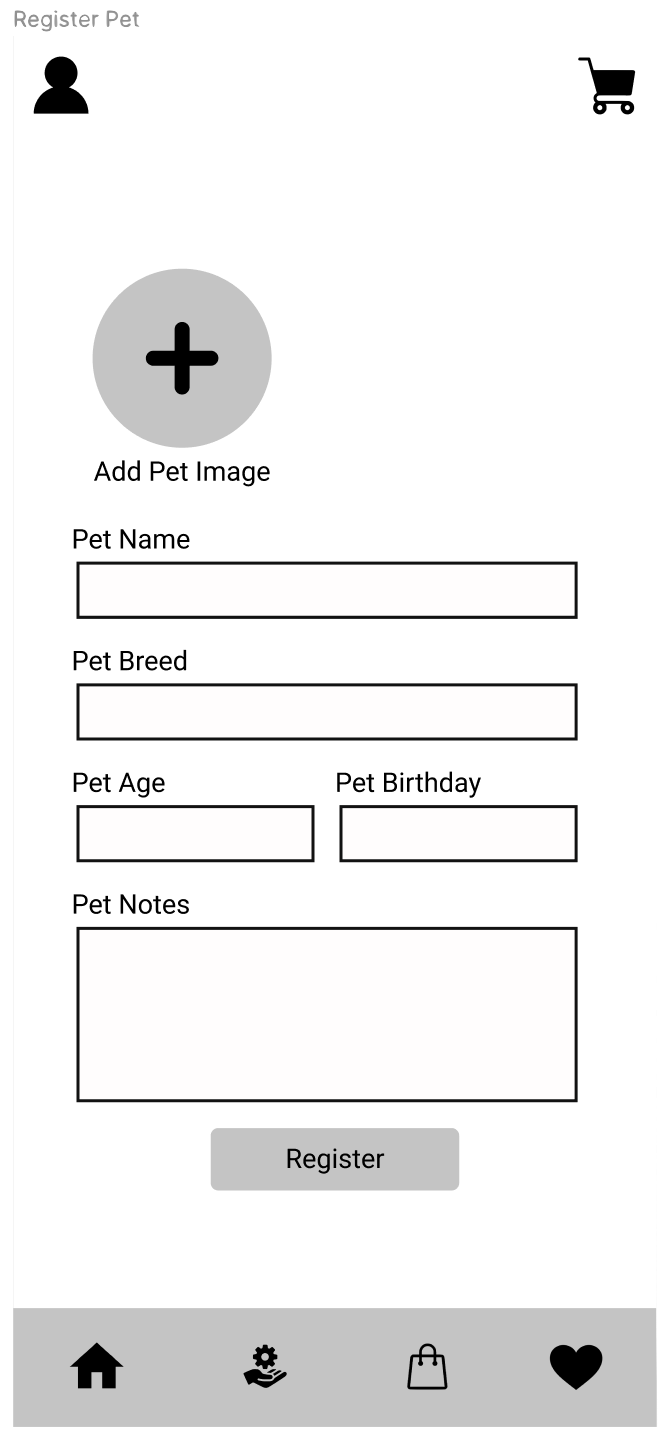 Register Pet
Add Pet Image
Pet Name
Pet Breed
Pet Age Pet Birthday
Pet Notes
Register